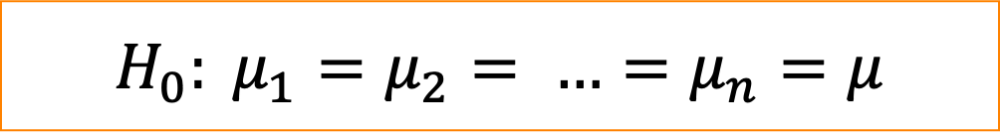 H₀: μ₁ = μ₂ = ... = μₙ = μ